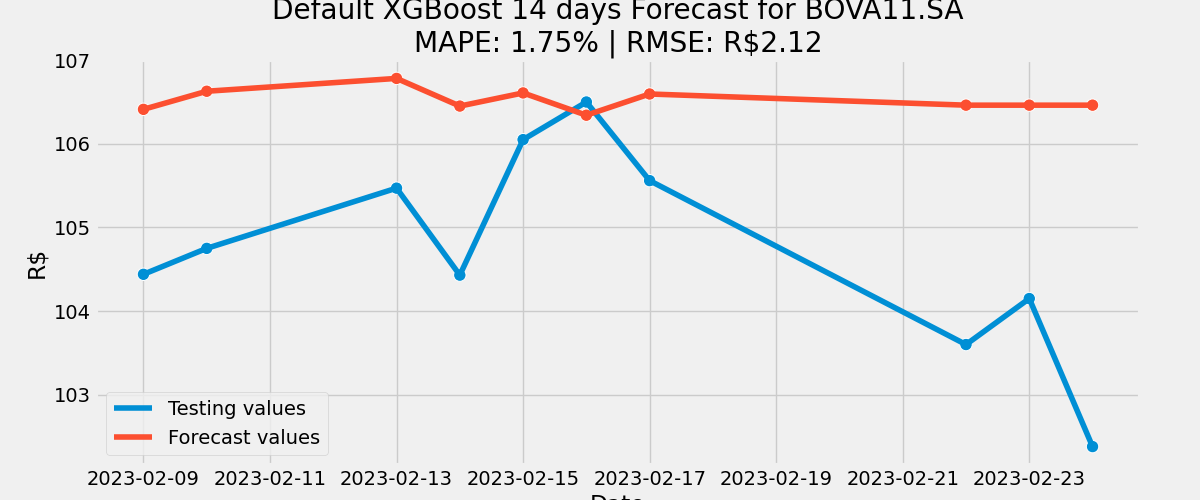 Default XGBoost 14 days Forecast for BOVA11.SA
MAPE: 1.75% | RMSE: R$2.12
107
106
105
104
103
R$
Testing values
Forecast values
2023-02-09 2023-02-11 2023-02-13 2023-02-15 2023-02-17 2023-02-19 2023-02-21 2023-02-23
Date